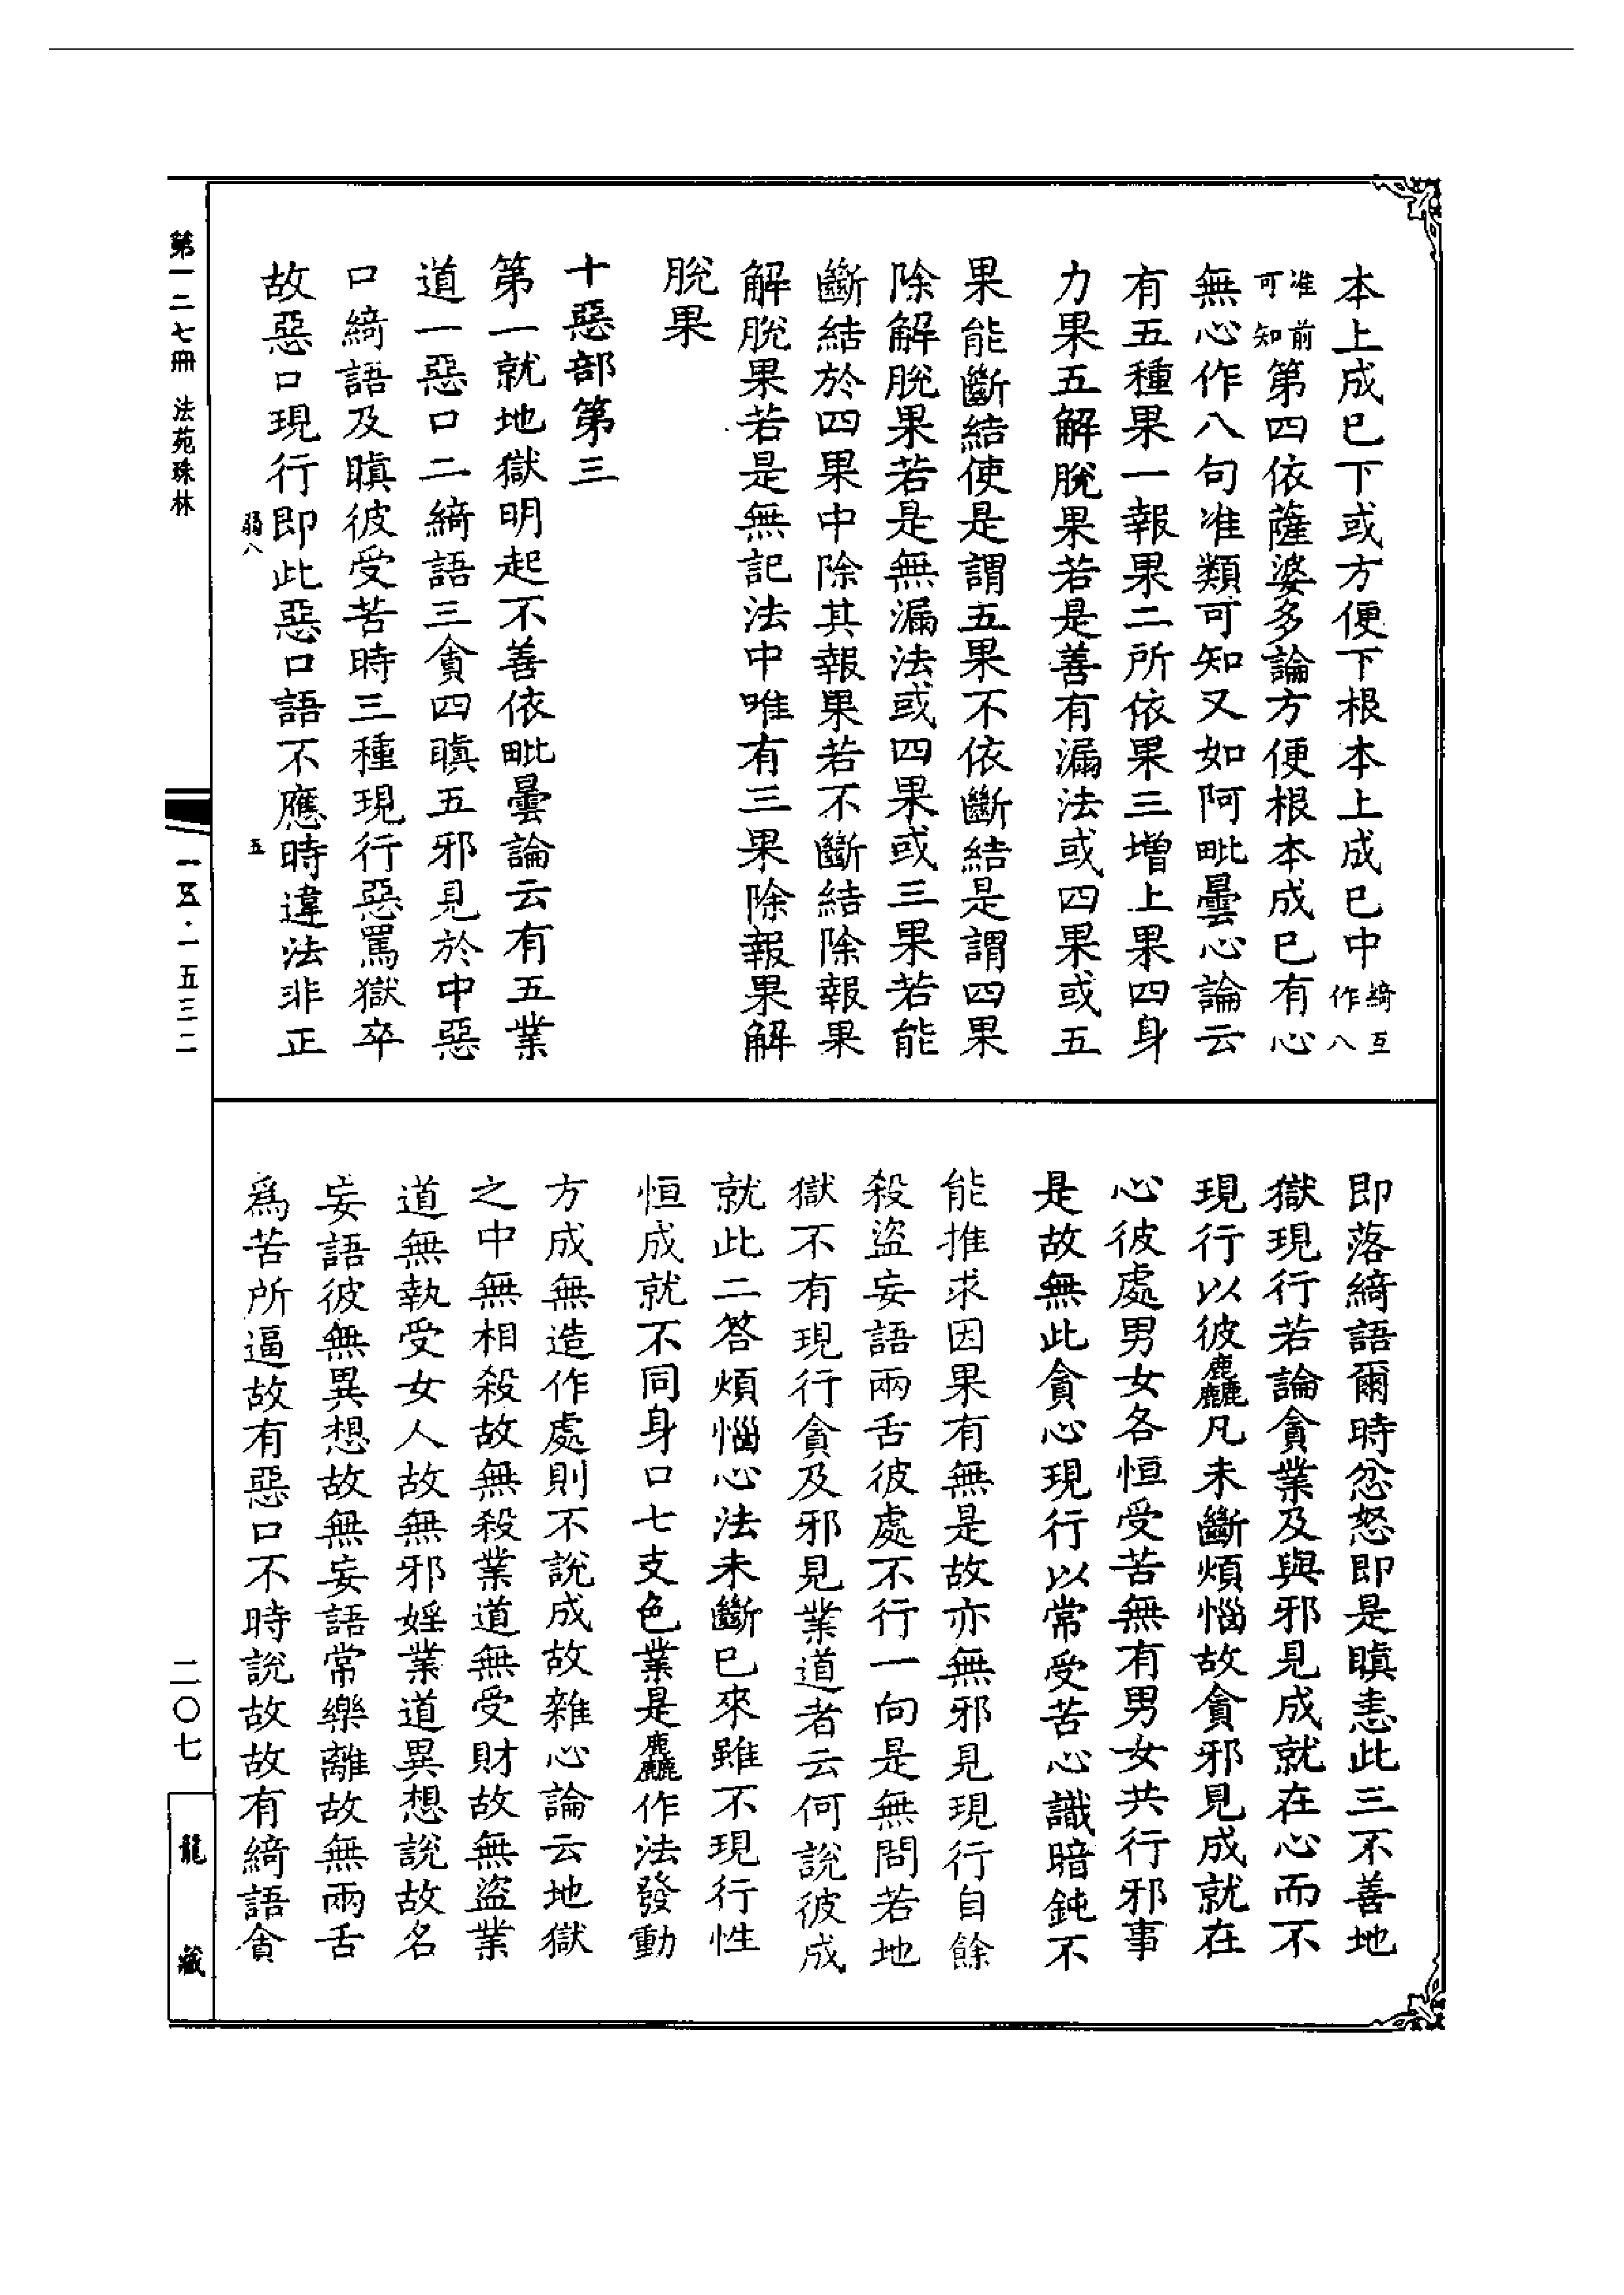 本上成已下或方便下根本上成已中綺互作八
准前可知第四依薩婆多論方便根本成已有心
無心作八句准類可知又如阿毗曇心論云
有五種果一報果二所依果三增上果四身
力果五解脫果若是善有漏法或四果或五
果能斷結使是謂五果不依斷結是謂四果
除解脫果若是無漏法或四果或三果若能
斷結於四果中除其報果若不斷結除報果
解脫果若是無記法中唯有三果除報果解
脫果
十惡部第三
第一就地獄明起不善依毗曇論云有五業
道一惡口二綺語三貪四瞋五邪見於中惡
口綺語及瞋彼受苦時三種現行惡罵獄卒
故惡口現行即此惡口語不應時違法非正
弱八 五
即落綺語爾時忿怒即是瞋恚此三不善地
獄現行若論貪業及與邪見成就在心而不
現行以彼麤凡未斷煩惱故貪邪見成就在
心彼處男女各恒受苦無有男女共行邪事
是故無此貪心現行以常受苦心識暗鈍不
能推求因果有無是故亦無邪見現行自餘
殺盜妄語兩舌彼處不行一向是無問若地
獄不有現行貪及邪見業道者云何說彼成
就此二答煩惱心法未斷已來雖不現行性
恒成就不同身口七支色業是麤作法發動
方成無造作處則不說成故雜心論云地獄
之中無相殺故無殺業道無受財故無盜業
道無執受女人故無邪婬業道異想說故名
妄語彼無異想故無妄語常樂離故無兩舌
為苦所逼故有惡口不時說故故有綺語貪
第一二七冊 法苑珠林
一五·一五三二
二〇七
龍藏